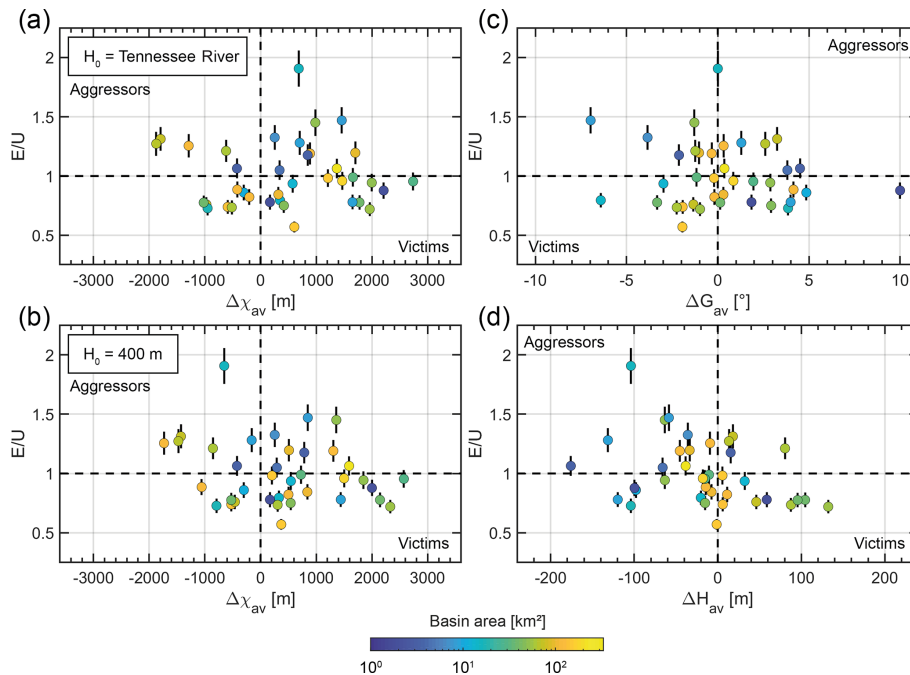 (a)
H₀ = Tennessee River
Aggressors
Victims
E/U
2
1.5
1
0.5
-3000 -2000 -1000 0 1000 2000 3000
Δχav [m]
(c)
Aggressors
Victims
E/U
2
1.5
1
0.5
-10 -5 0 5 10
ΔGav [°]
(b)
H₀ = 400 m
Aggressors
Victims
E/U
2
1.5
1
0.5
-3000 -2000 -1000 0 1000 2000 3000
Δχav [m]
(d)
Aggressors
Victims
E/U
2
1.5
1
0.5
-200 -100 0 100 200
ΔHav [m]
Basin area [km²]
10⁰ 10¹ 10²